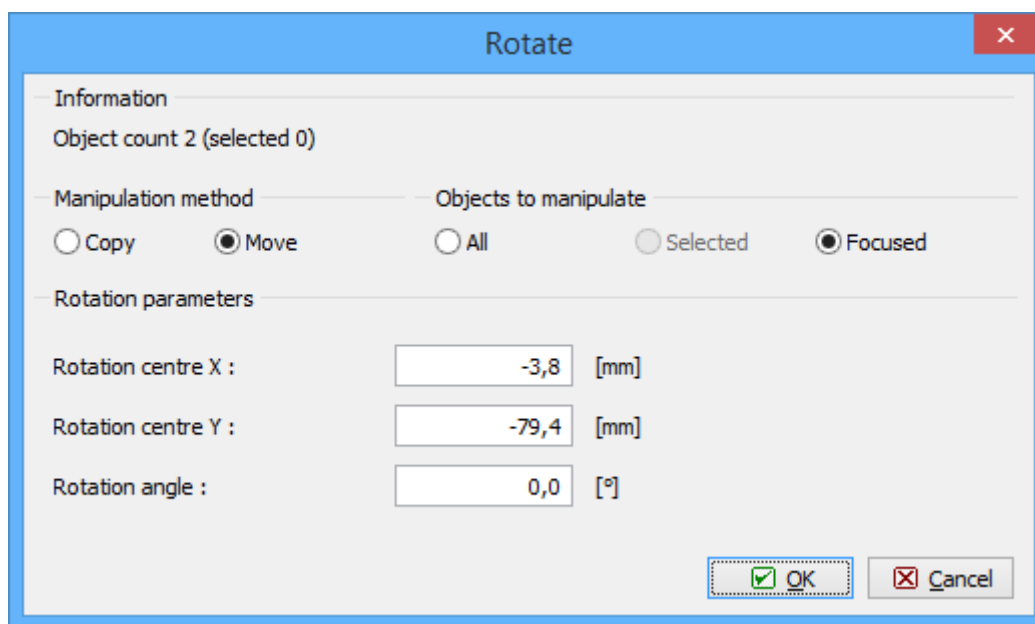 Rotate
Information
Object count 2 (selected 0)
Manipulation method Objects to manipulate
Copy Move All Selected Focused
Rotation parameters
Rotation centre X : -3,8 [mm]
Rotation centre Y : -79,4 [mm]
Rotation angle : 0,0 [°]
OK Cancel